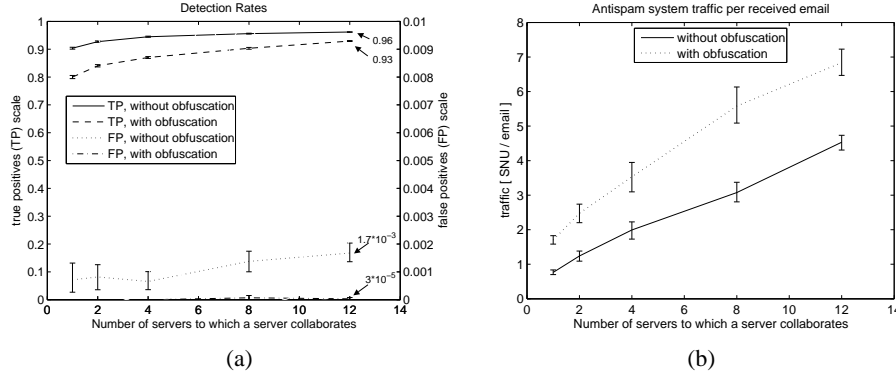 Detection Rates
true positives (TP) scale
1
0.9
0.8
0.7
0.6
0.5
0.4
0.3
0.2
0.1
0
0.01
0.009
0.008
0.007
0.006
0.005
0.004
0.003
0.002
0.001
0
false positives (FP) scale
0.96
0.93
TP, without obfuscation
TP, with obfuscation
FP, without obfuscation
FP, with obfuscation
1.7*10⁻³
3*10⁻⁵
0 2 4 6 8 10 12 14
Number of servers to which a server collaborates
(a)
Antispam system traffic per received email
traffic [ SNU / email ]
8
7
6
5
4
3
2
1
0
without obfuscation
with obfuscation
0 2 4 6 8 10 12 14
Number of servers to which a server collaborates
(b)